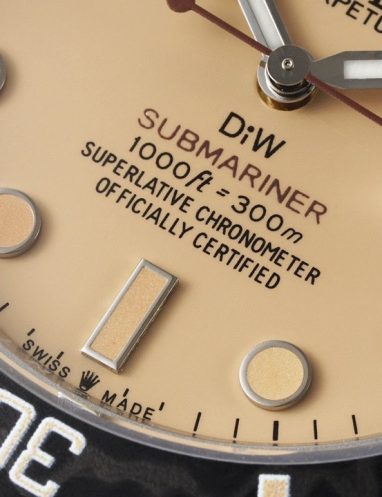 DiW
SUBMARINER
1000ft = 300m
SUPERLATIVE CHRONOMETER
OFFICIALLY CERTIFIED
SWISS MADE